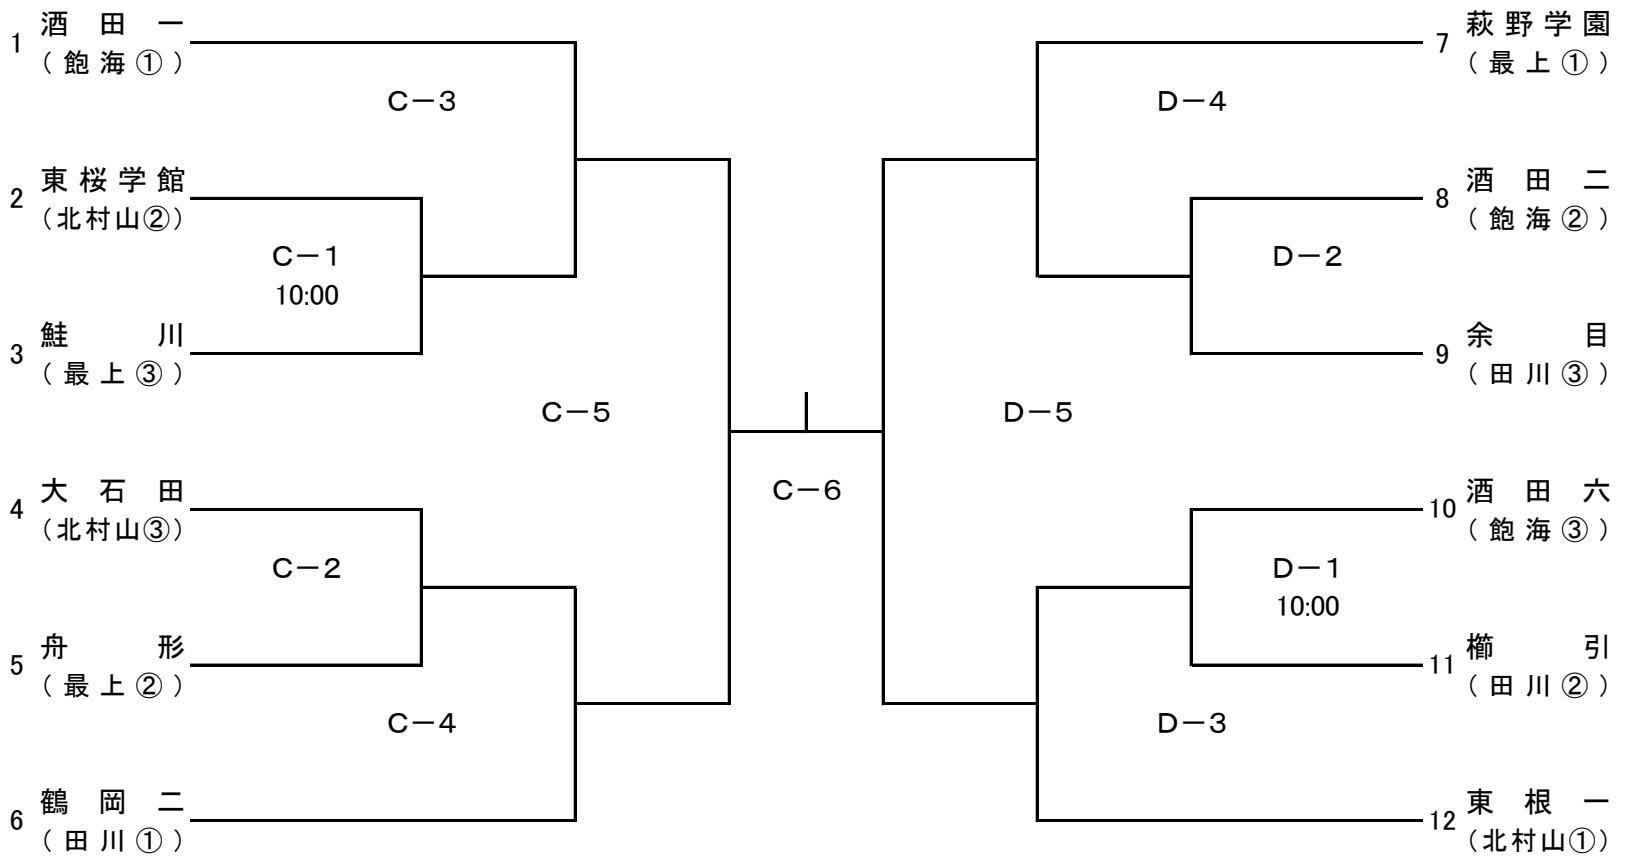 1 酒田一
(飽海①)
C－3
2 東桜学館
(北村山②)
C－1
10:00
3 鮭川
(最上③)
C－5
4 大石田
(北村山③)
C－2
5 舟形
(最上②)
C－4
6 鶴岡二
(田川①)
C－6
7 萩野学園
(最上①)
D－4
8 酒田二
(飽海②)
D－2
9 余目
(田川③)
D－5
10 酒田六
(飽海③)
D－1
10:00
11 櫛引
(田川②)
D－3
12 東根一
(北村山①)